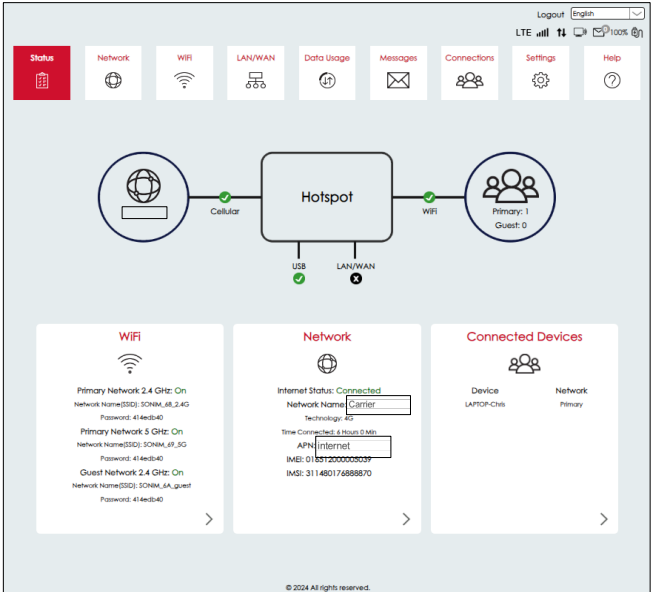 Logout English
LTE 100%
Status Network WiFi LAN/WAN Data Usage Messages Connections Settings Help
Hotspot
Cellular
WiFi
Primary: 1
Guest: 0
USB LAN/WAN
WiFi
Primary Network 2.4 GHz: On
Network Name(SSID): SONIM_68_2.4G
Password: 414edb40
Primary Network 5 GHz: On
Network Name(SSID): SONIM_69_5G
Password: 414edb40
Guest Network 2.4 GHz: On
Network Name(SSID): SONIM_6A_guest
Password: 414edb40
Network
Internet Status: Connected
Network Name: Carrier
Technology: 4G
Time Connected: 6 Hours 0 Min
APN: internet
IMEI: 016512000005039
IMSI: 311480176888870
Connected Devices
Device Network
LAPTOP-Chris Primary
© 2024 All rights reserved.